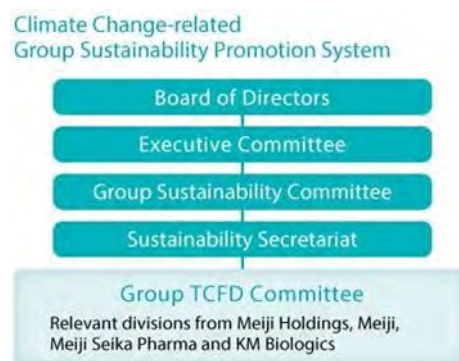 Climate Change-related
Group Sustainability Promotion System
Board of Directors
Executive Committee
Group Sustainability Committee
Sustainability Secretariat
Group TCFD Committee
Relevant divisions from Meiji Holdings, Meiji,
Meiji Seika Pharma and KM Biologics